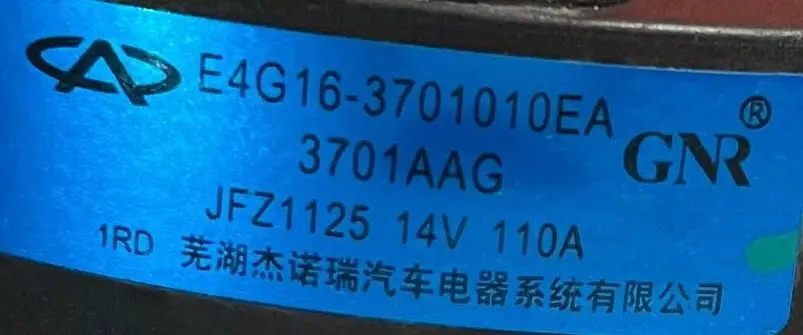 E4G16-3701010EA
3701AAG GNR®
JFZ1125 14V 110A
1RD 芜湖杰诺瑞汽车电器系统有限公司